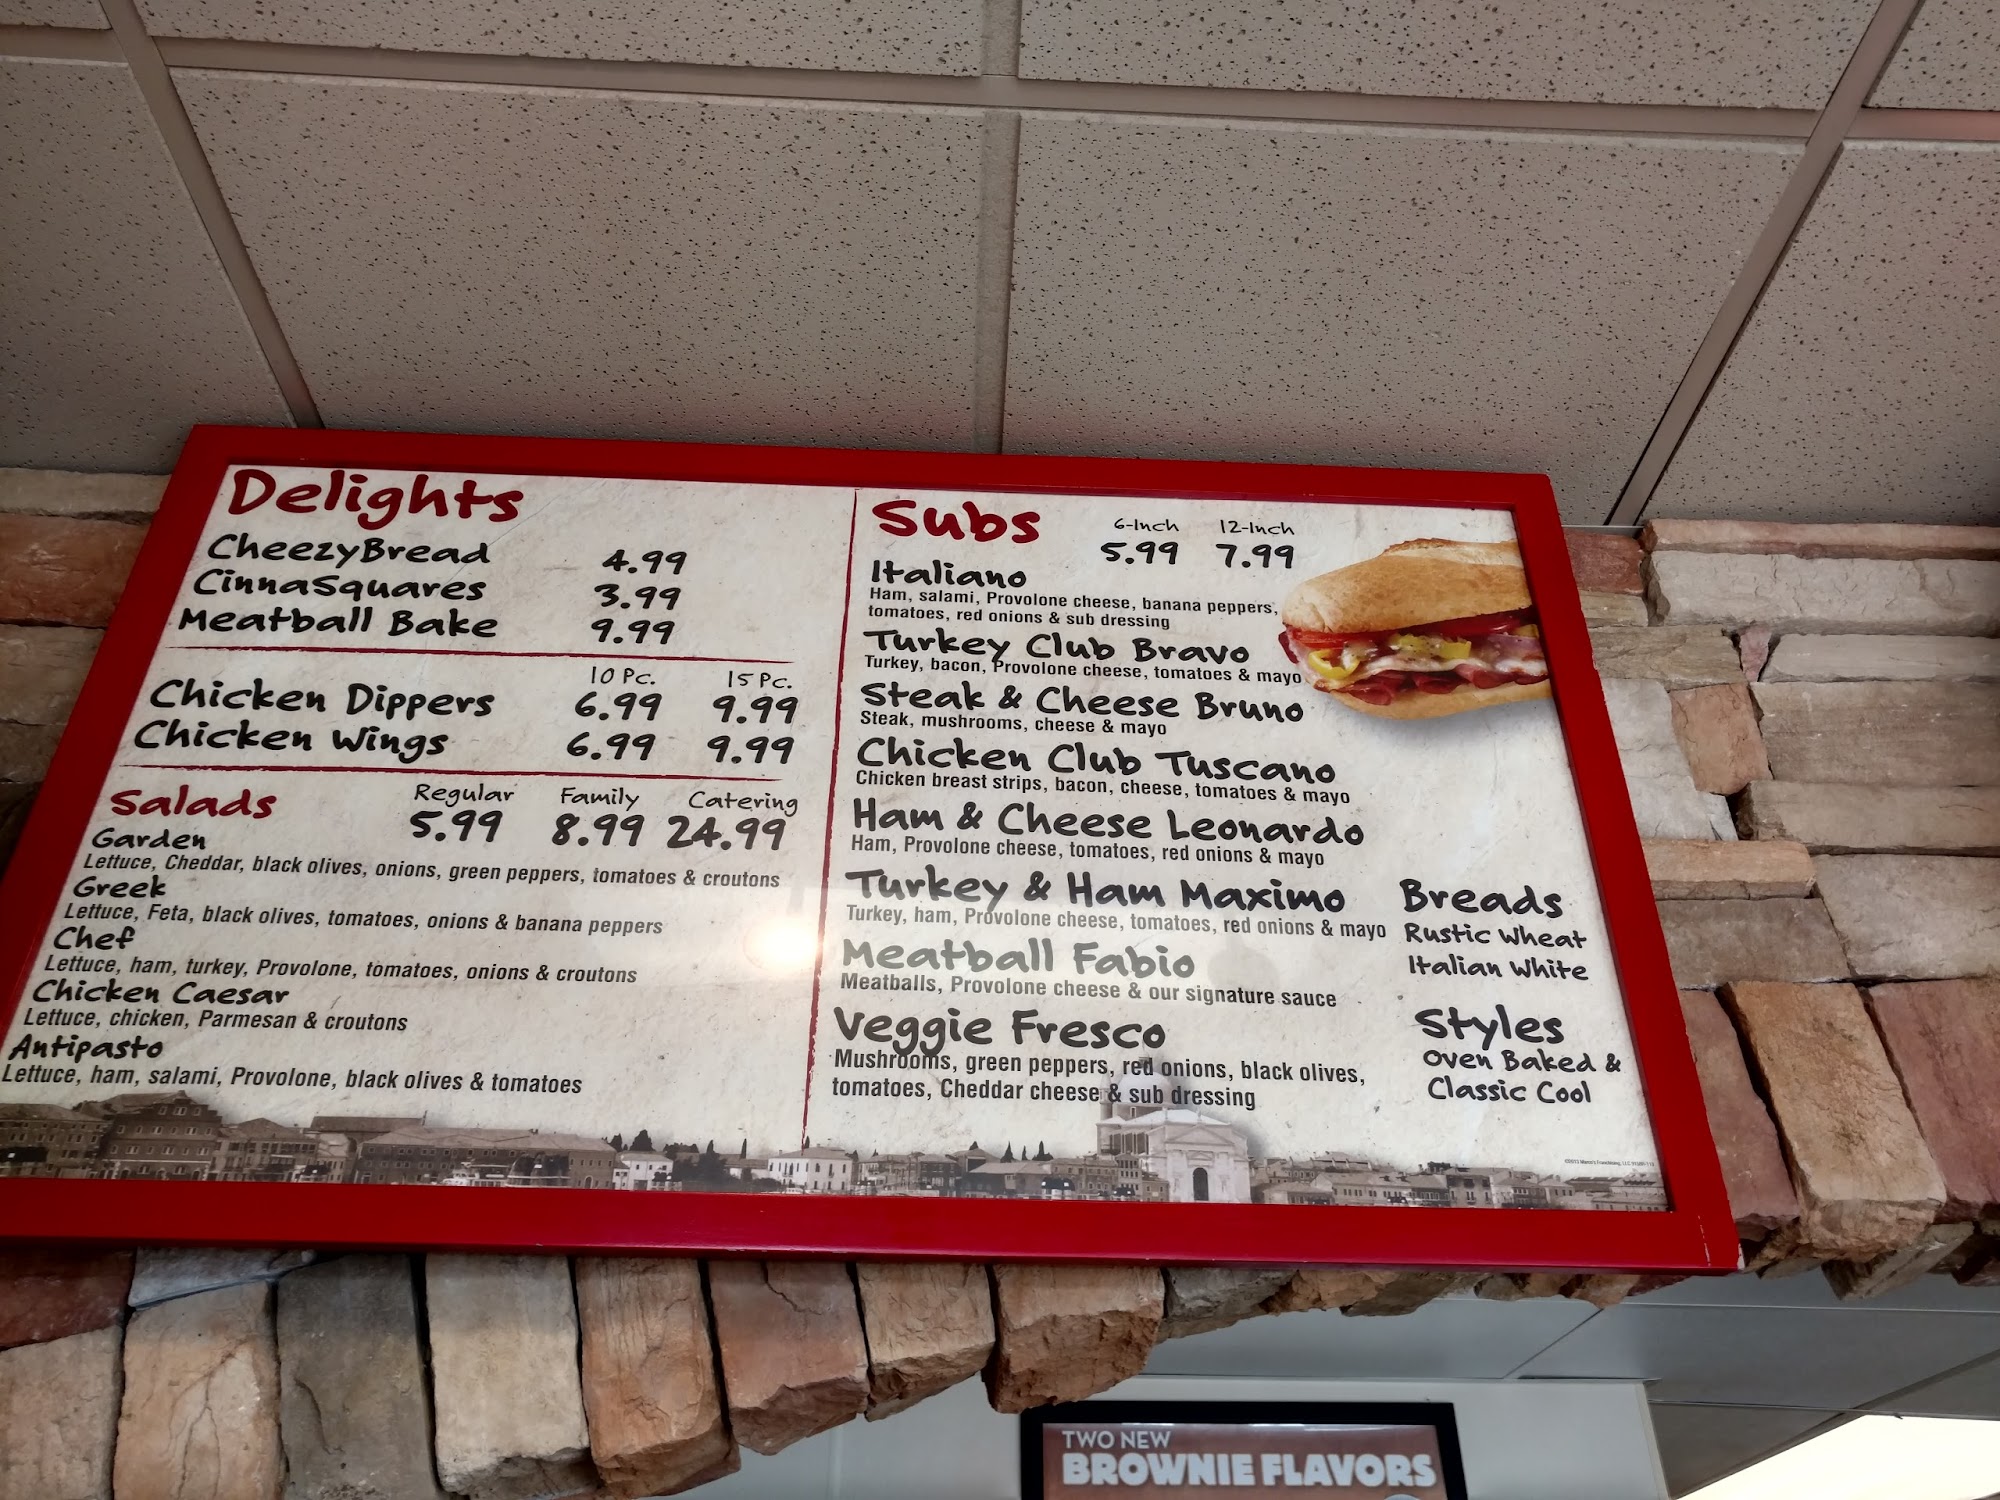 Delights
CheezyBread 4.99
CinnaSquares 3.99
Meatball Bake 9.99
10 Pc. 15 Pc.
Chicken Dippers 6.99 9.99
Chicken Wings 6.99 9.99
Salads Regular Family Catering
5.99 8.99 24.99
Garden
Lettuce, Cheddar, black olives, onions, green peppers, tomatoes & croutons
Greek
Lettuce, Feta, black olives, tomatoes, onions & banana peppers
Chef
Lettuce, ham, turkey, Provolone, tomatoes, onions & croutons
Chicken Caesar
Lettuce, chicken, Parmesan & croutons
Antipasto
Lettuce, ham, salami, Provolone, black olives & tomatoes
Subs 6-Inch 12-Inch
5.99 7.99
Italiano
Ham, salami, Provolone cheese, banana peppers,
tomatoes, red onions & sub dressing
Turkey Club Bravo
Turkey, bacon, Provolone cheese, tomatoes & mayo
Steak & Cheese Bruno
Steak, mushrooms, cheese & mayo
Chicken Club Tuscano
Chicken breast strips, bacon, cheese, tomatoes & mayo
Ham & Cheese Leonardo
Ham, Provolone cheese, tomatoes, red onions & mayo
Turkey & Ham Maximo
Turkey, ham, Provolone cheese, tomatoes, red onions & mayo
Meatball Fabio
Meatballs, Provolone cheese & our signature sauce
Veggie Fresco
Mushrooms, green peppers, red onions, black olives,
tomatoes, Cheddar cheese & sub dressing
Breads
Rustic Wheat
Italian White
Styles
Oven Baked &
Classic Cool
TWO NEW
BROWNIE FLAVORS